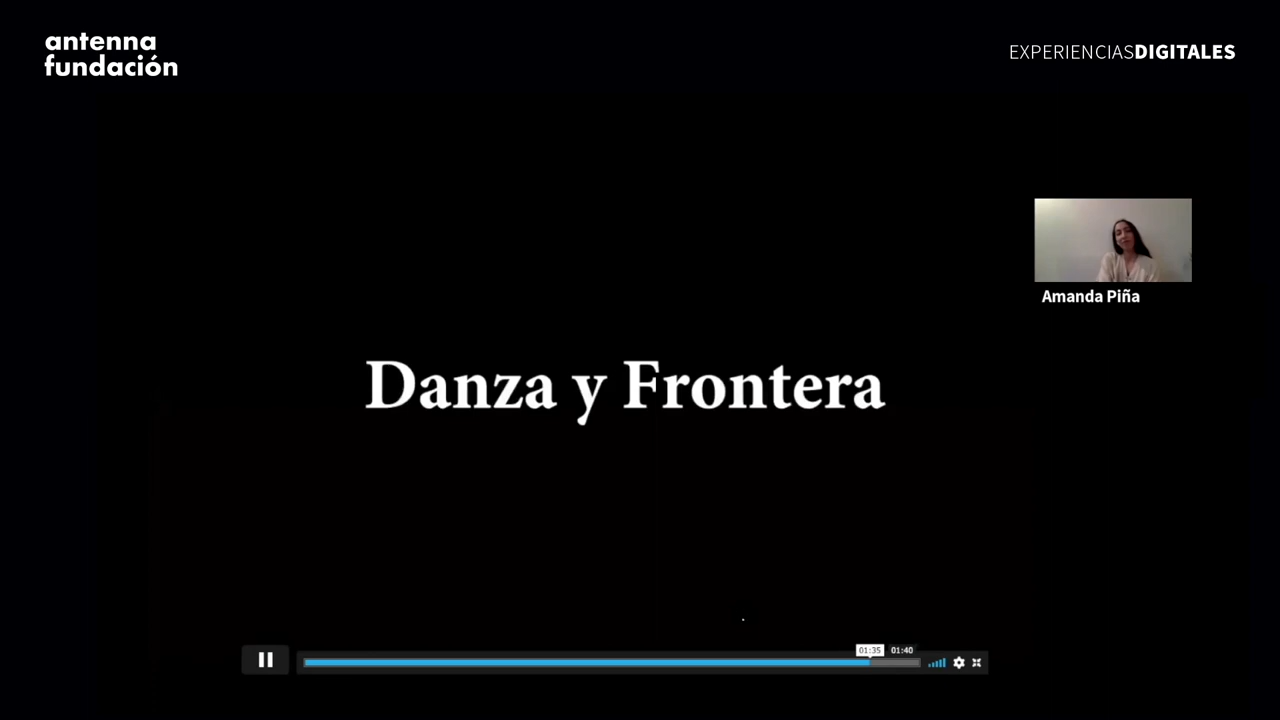 antenna
fundación
EXPERIENCIASDIGITALES
Amanda Piña
Danza y Frontera
01:35 01:40